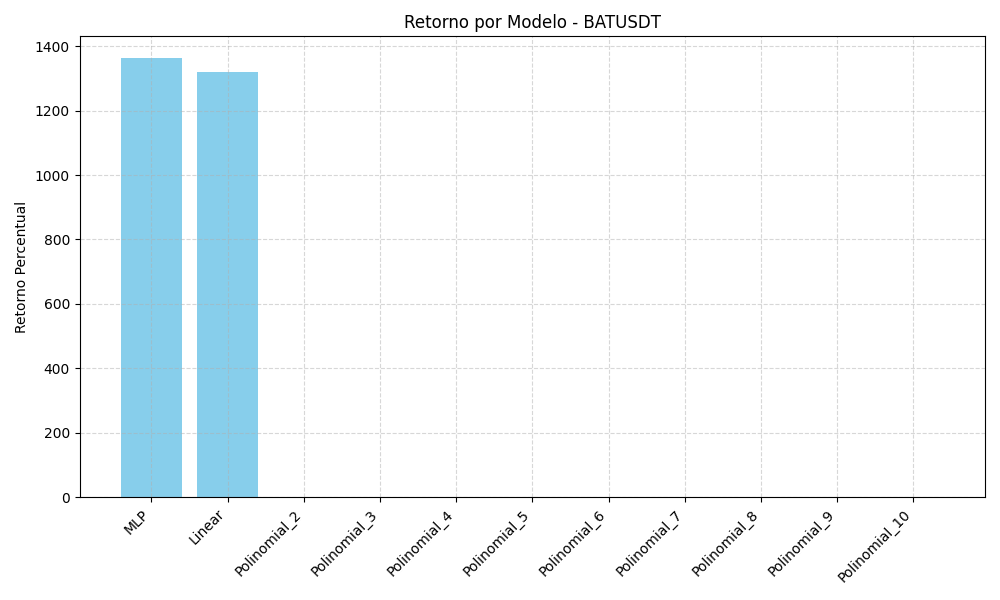 Retorno por Modelo - BATUSDT
Retorno Percentual
1400
1200
1000
800
600
400
200
0
MLP
Linear
Polinomial_2
Polinomial_3
Polinomial_4
Polinomial_5
Polinomial_6
Polinomial_7
Polinomial_8
Polinomial_9
Polinomial_10